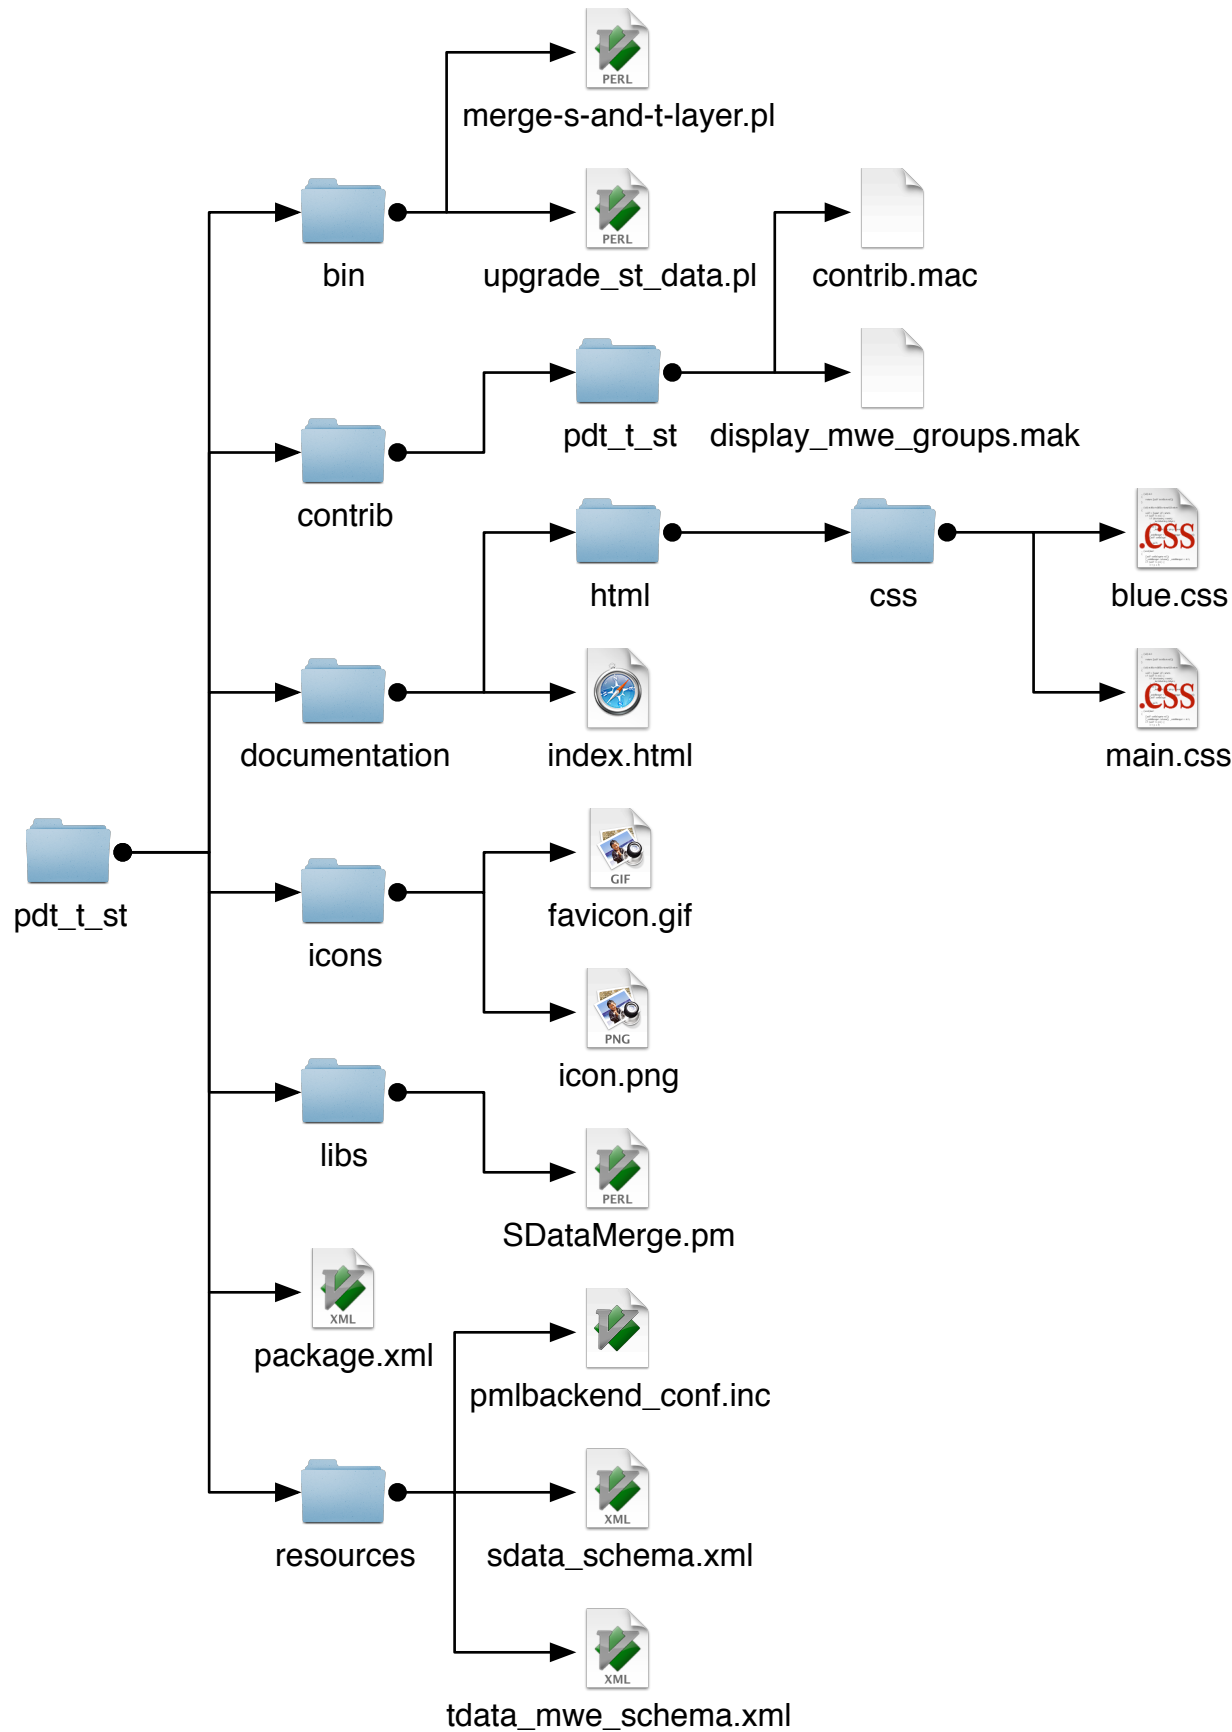 PERL
merge-s-and-t-layer.pl
bin
PERL
upgrade_st_data.pl
contrib.mac
contrib
pdt_t_st
display_mwe_groups.mak
html
css
.css
blue.css
documentation
index.html
.css
main.css
pdt_t_st
icons
GIF
favicon.gif
PNG
icon.png
libs
PERL
SDataMerge.pm
XML
package.xml
pmlbackend_conf.inc
resources
XML
sdata_schema.xml
XML
tdata_mwe_schema.xml